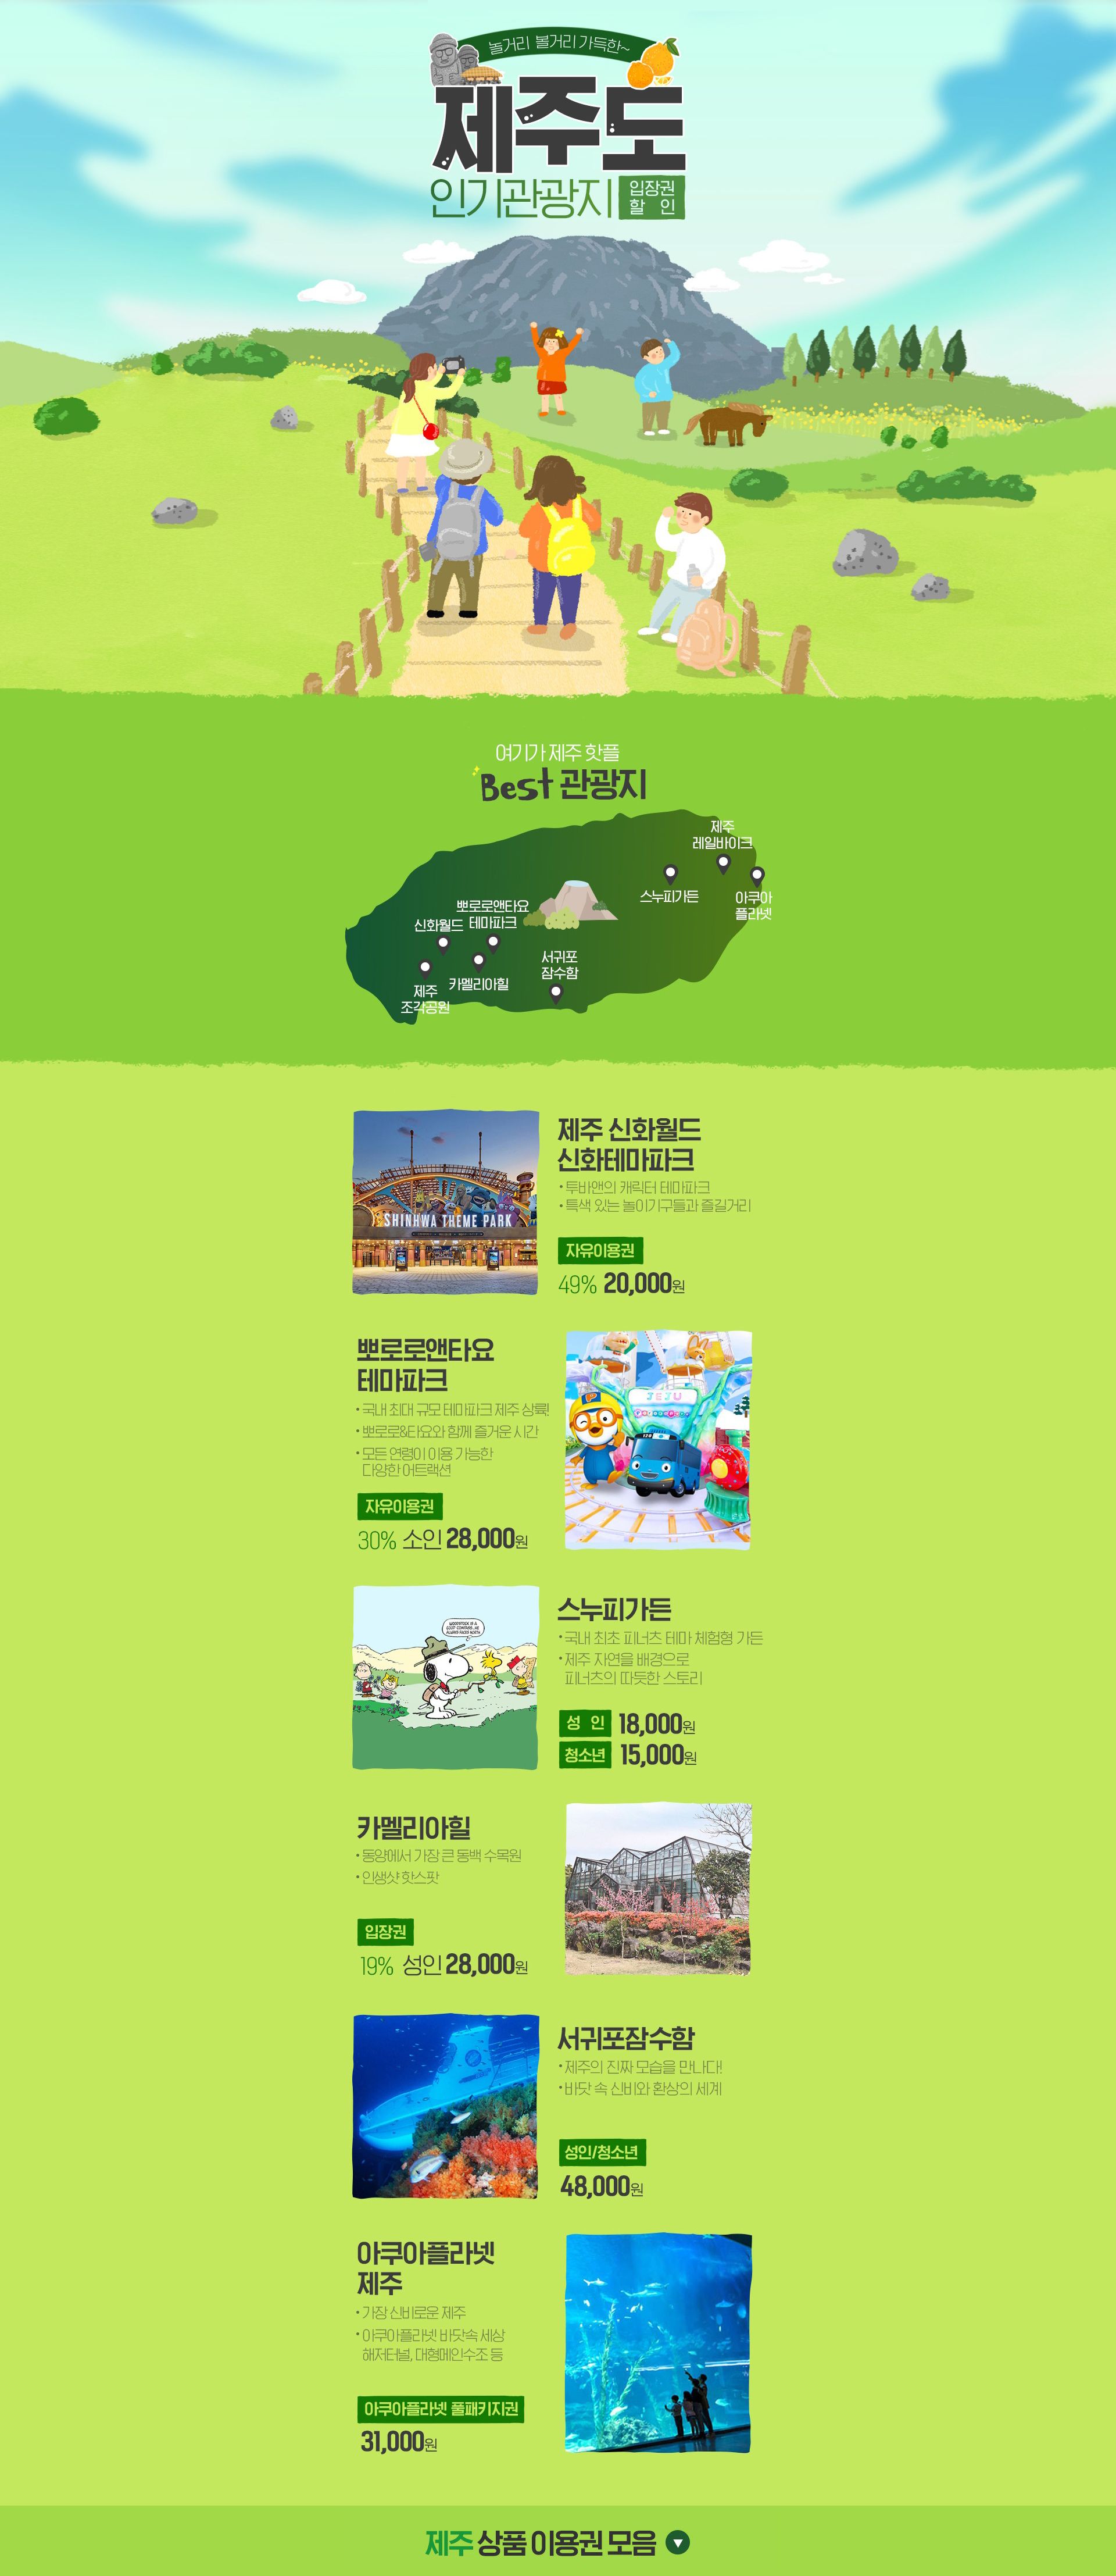 놀거리 볼거리 가득한~
제주도
인기관광지
입장권
할 인
여기가 제주 핫플
Best 관광지
제주
레일바이크
스누피가든
아쿠아
플라넷
뽀로로앤타요
테마파크
신화월드
서귀포
잠수함
카멜리아힐
제주
조각공원
SHINHWA THEME PARK
제주 신화월드
신화테마파크
• 투바앤의 캐릭터 테마파크
• 특색 있는 놀이기구들과 즐길거리
자유이용권
49% 20,000원
뽀로로앤타요
테마파크
• 국내 최대 규모 테마파크 제주 상륙!
• 뽀로로&타요와 함께 즐거운 시간
• 모든 연령이 이용 가능한
다양한 어트랙션
자유이용권
30% 소인 28,000원
JEJU
스누피가든
• 국내 최초 피너츠 테마 체험형 가든
• 제주 자연을 배경으로
피너츠의 따듯한 스토리
성 인 18,000원
청소년 15,000원
카멜리아힐
• 동양에서 가장 큰 동백 수목원
• 인생샷 핫스팟
입장권
19% 성인 28,000원
서귀포잠수함
• 제주의 진짜 모습을 만나다!
• 바닷 속 신비와 환상의 세계
성인/청소년
48,000원
아쿠아플라넷
제주
• 가장 신비로운 제주
• 아쿠아플라넷 바닷속 세상
해저터널, 대형메인수조 등
아쿠아플라넷 풀패키지권
31,000원
제주 상품 이용권 모음